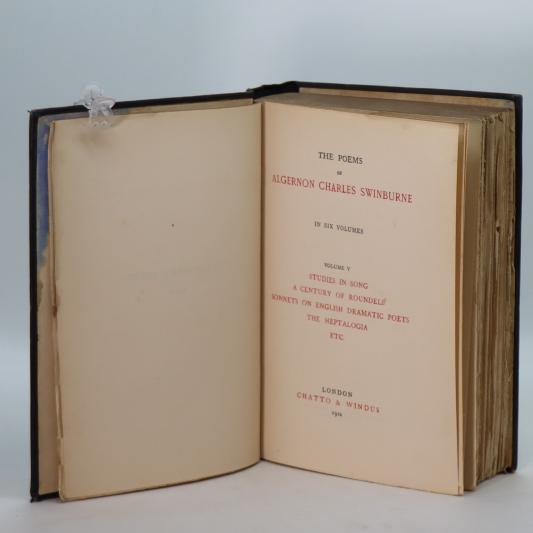 THE POEMS
OF
ALGERNON CHARLES SWINBURNE
IN SIX VOLUMES
VOLUME V
STUDIES IN SONG
A CENTURY OF ROUNDELS
SONNETS ON ENGLISH DRAMATIC POETS
THE HEPTALOGIA
ETC.
LONDON
CHATTO & WINDUS